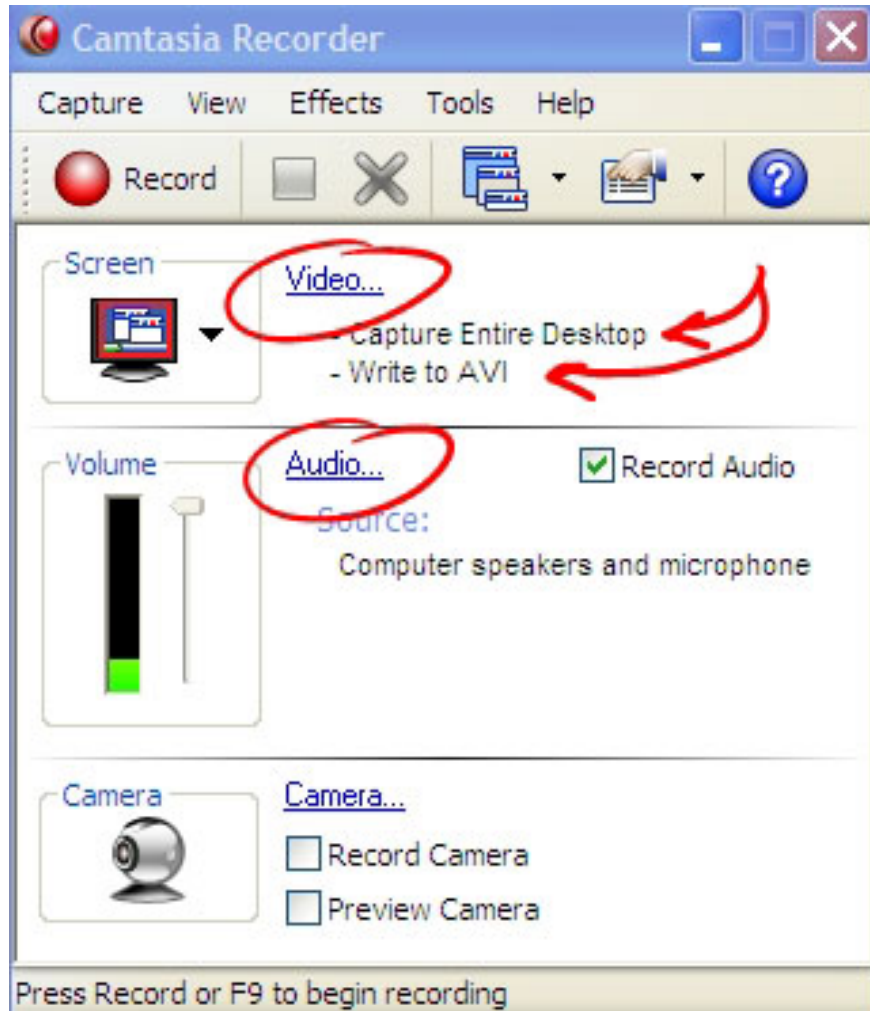 Camtasia Recorder
Capture View Effects Tools Help
Record
Screen
Video...
- Capture Entire Desktop
- Write to AVI
Volume
Audio...
Record Audio
Source:
Computer speakers and microphone
Camera
Camera...
Record Camera
Preview Camera
Press Record or F9 to begin recording